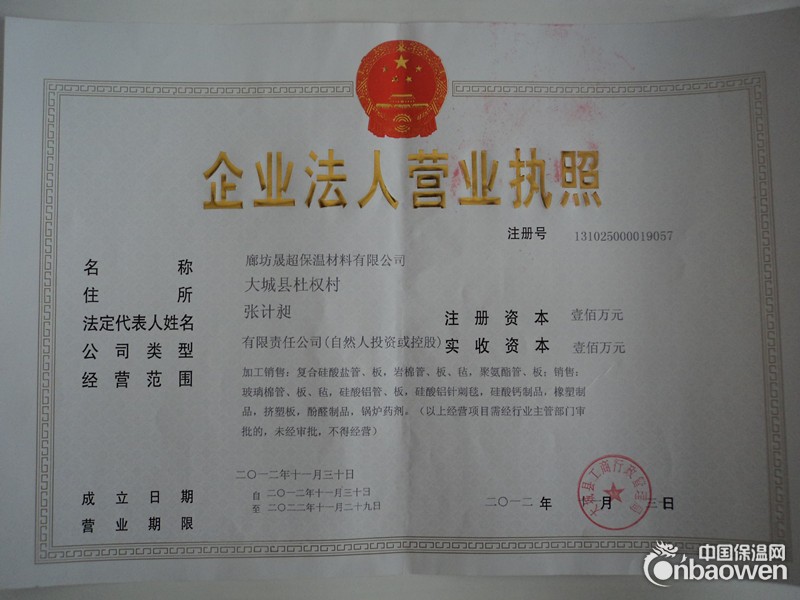 企业法人营业执照
注册号 131025000019057
名称 廊坊晟超保温材料有限公司
住所 大城县杜权村
法定代表人姓名 张计昶
注册资本 壹佰万元
公司类型 有限责任公司(自然人投资或控股)
实收资本 壹佰万元
经营范围 加工销售：复合硅酸盐管、板，岩棉管、板、毡，聚氨酯管、板；销售：
玻璃棉管、板、毡，硅酸铝管、板，硅酸铝针刺毯，硅酸钙制品，橡塑制
品，挤塑板，酚醛制品，锅炉药剂。（以上经营项目需经行业主管部门审
批的，未经审批，不得经营）
成立日期 二〇一二年十一月三十日
营业期限 自 二〇一二年十一月三十日
至 二〇二二年十一月二十九日
二〇一二 年 月 三 日
大城县工商行政管理局
中国保温网
Cnbaowen